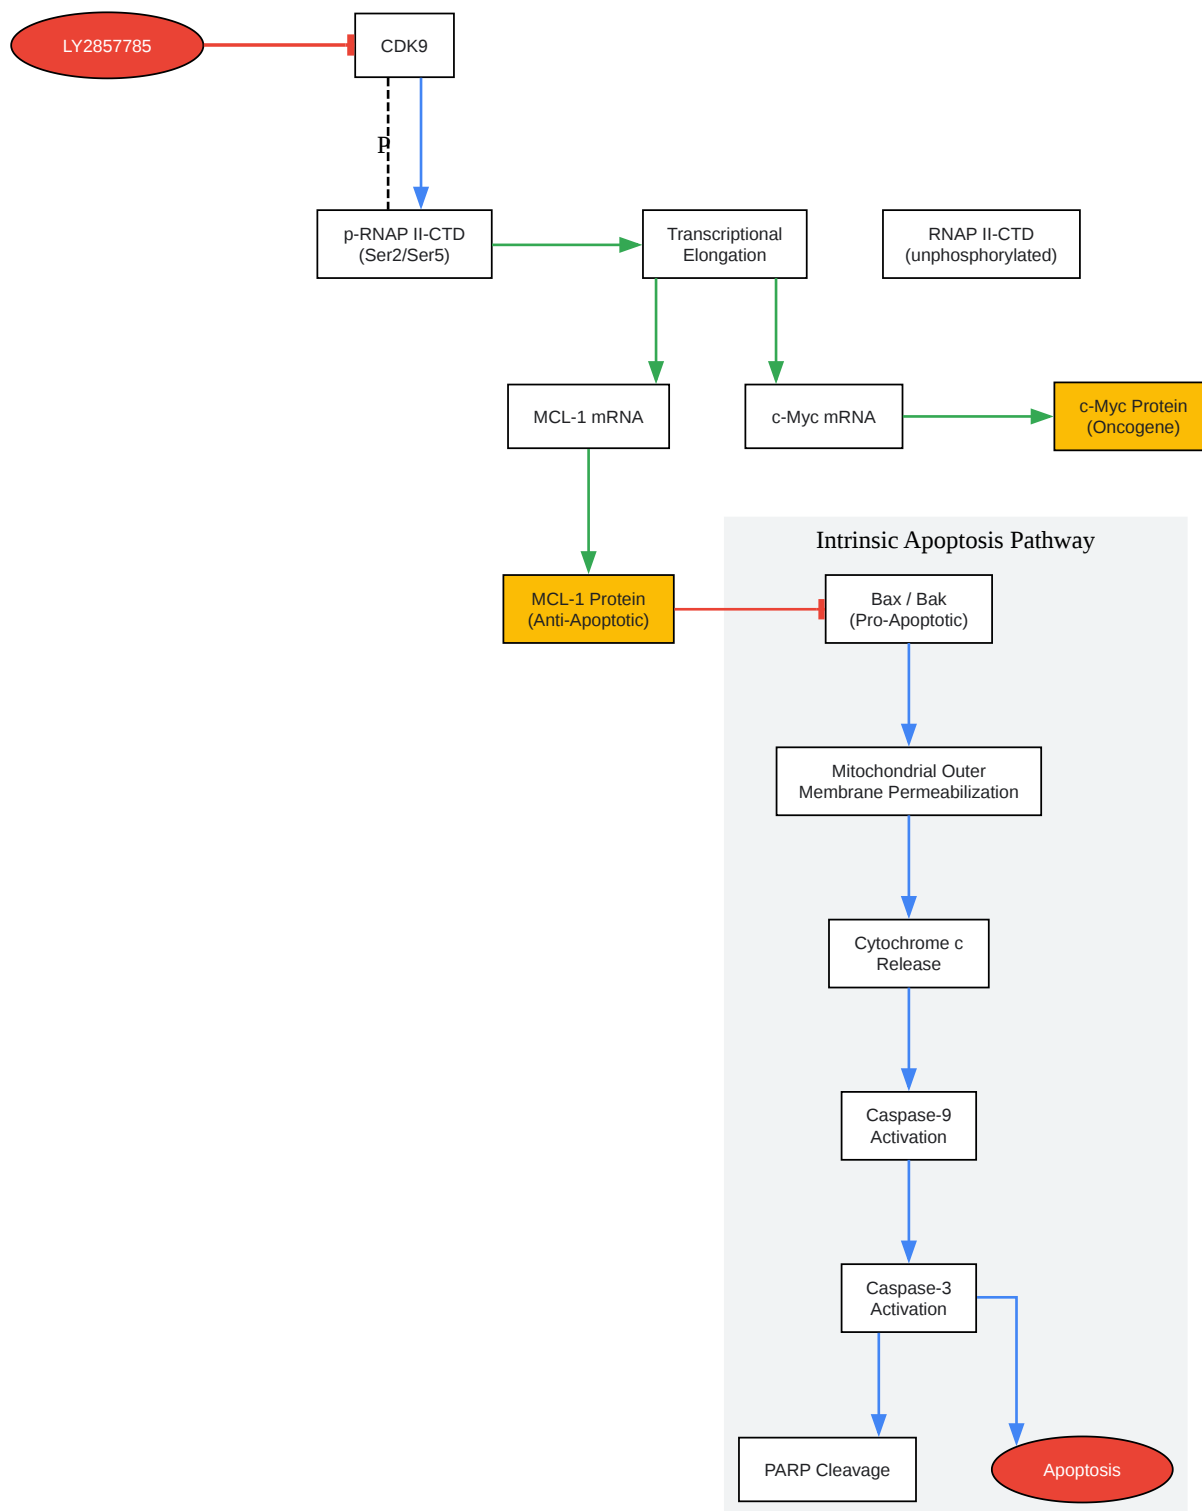 LY2857785
CDK9
P
p-RNAP II-CTD
(Ser2/Ser5)
Transcriptional
Elongation
RNAP II-CTD
(unphosphorylated)
MCL-1 mRNA
c-Myc mRNA
c-Myc Protein
(Oncogene)
Intrinsic Apoptosis Pathway
MCL-1 Protein
(Anti-Apoptotic)
Bax / Bak
(Pro-Apoptotic)
Mitochondrial Outer
Membrane Permeabilization
Cytochrome c
Release
Caspase-9
Activation
Caspase-3
Activation
PARP Cleavage
Apoptosis